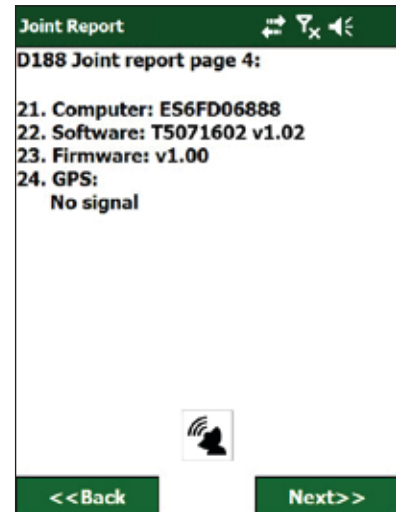 Joint Report
D188 Joint report page 4:
21. Computer: ES6FD06888
22. Software: T5071602 v1.02
23. Firmware: v1.00
24. GPS:
No signal
<<Back
Next>>